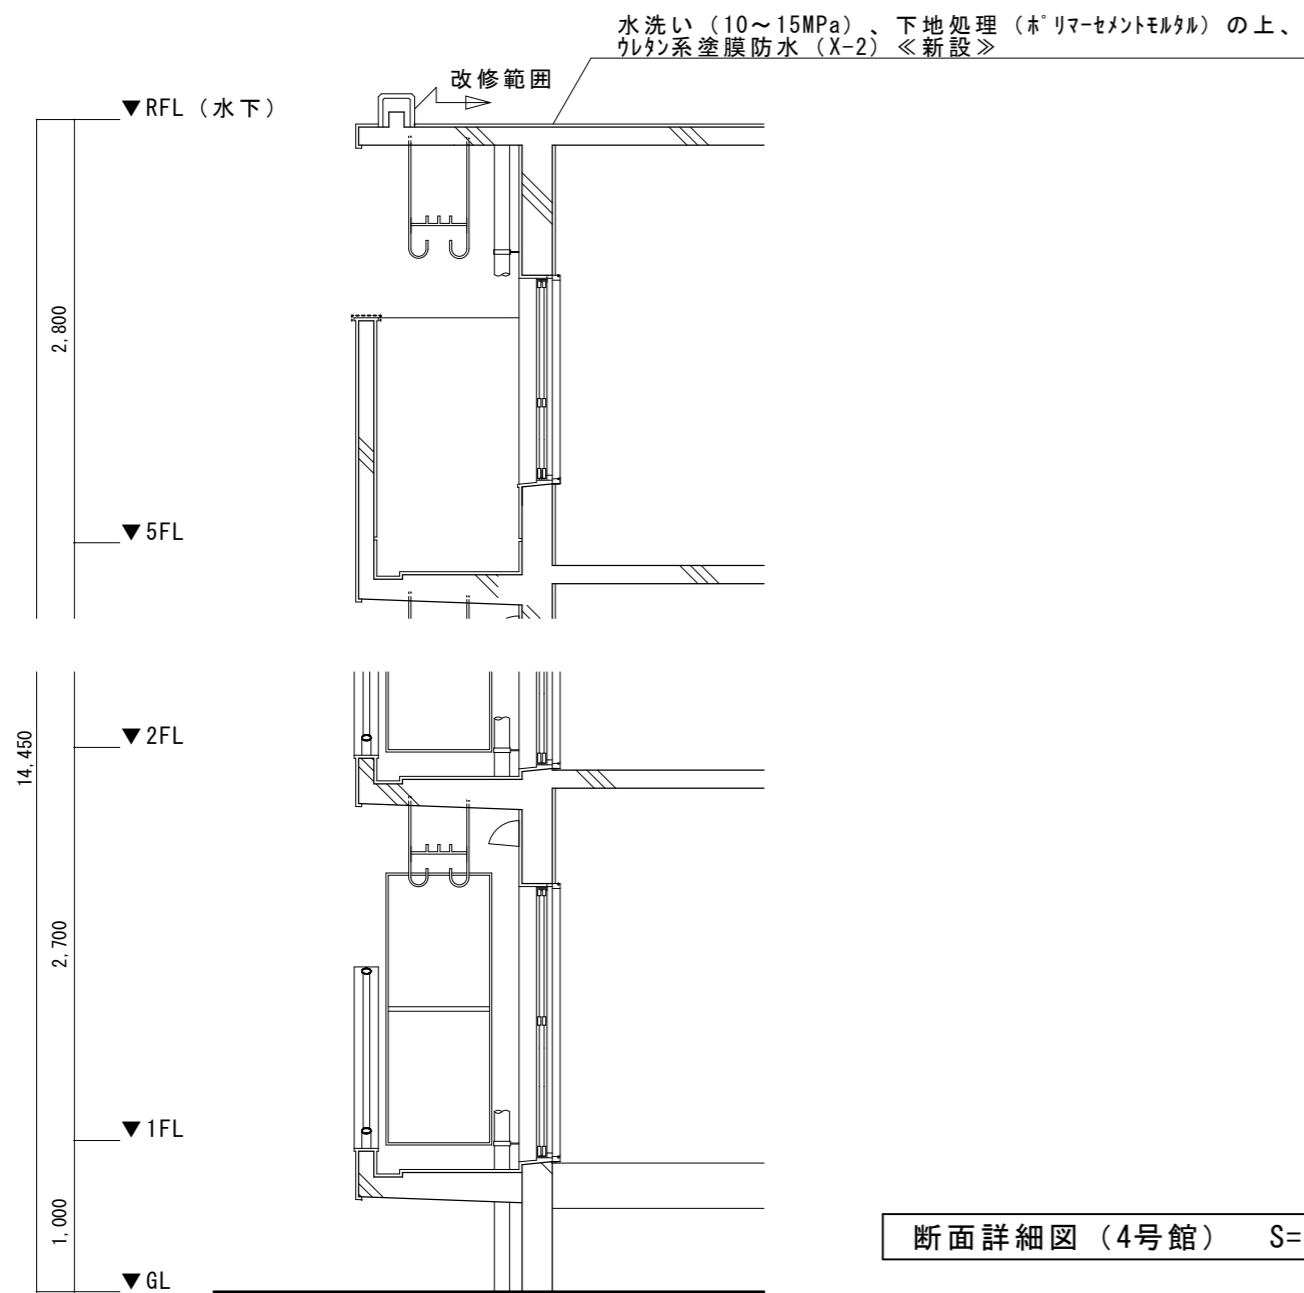 水洗い（10～15MPa）、下地処理（ﾎﾟﾘﾏｰｾﾒﾝﾄﾓﾙﾀﾙ）の上、
ｳﾚﾀﾝ系塗膜防水（X-2）≪新設≫
改修範囲
▼RFL（水下）
2,800
▼5FL
▼2FL
14,450
2,700
▼1FL
1,000
▼GL
断面詳細図（4号館） S=